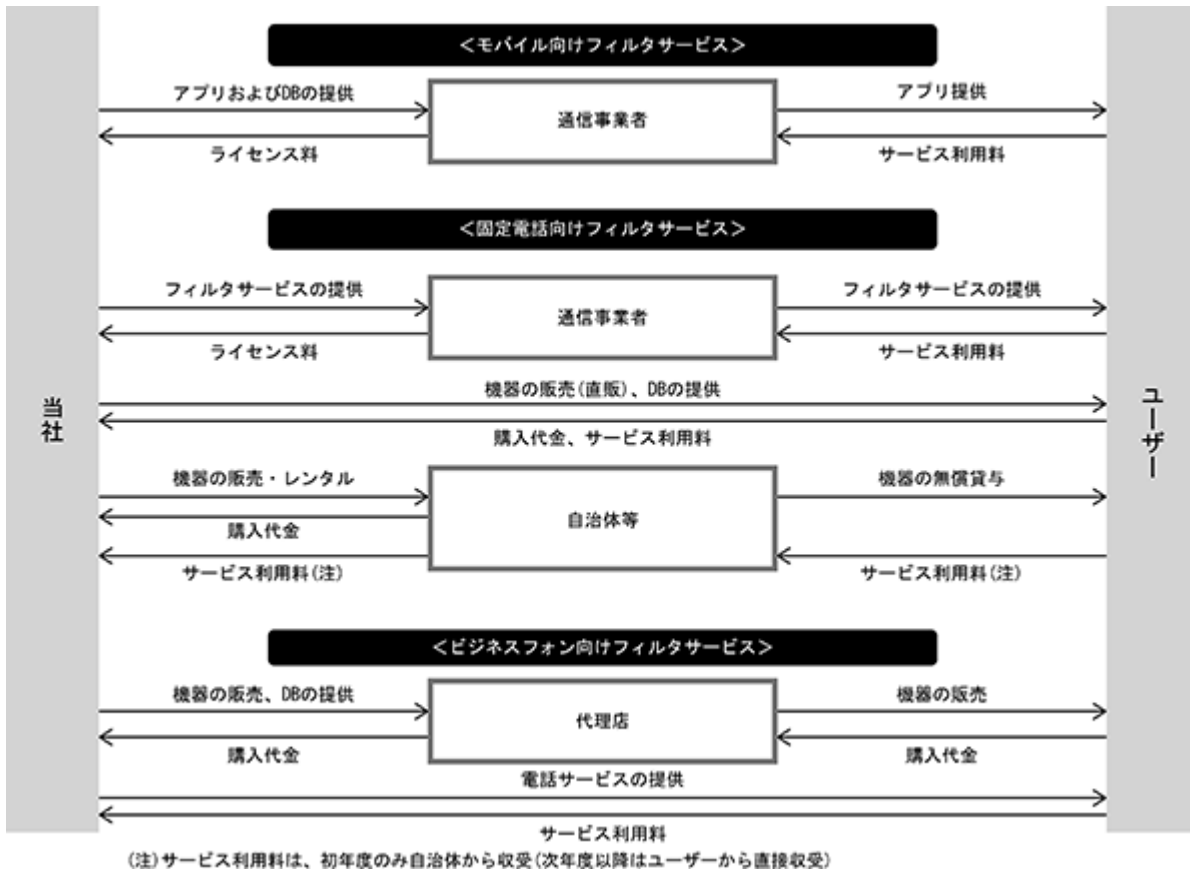 ＜モバイル向けフィルタサービス＞
アプリおよびDBの提供
通信事業者
アプリ提供
ライセンス料
サービス利用料
＜固定電話向けフィルタサービス＞
フィルタサービスの提供
通信事業者
フィルタサービスの提供
ライセンス料
サービス利用料
当社
機器の販売(直販)、DBの提供
ユーザー
購入代金、サービス利用料
機器の販売・レンタル
自治体等
機器の無償貸与
購入代金
サービス利用料(注)
サービス利用料(注)
＜ビジネスフォン向けフィルタサービス＞
機器の販売、DBの提供
代理店
機器の販売
購入代金
購入代金
電話サービスの提供
サービス利用料
(注)サービス利用料は、初年度のみ自治体から収受(次年度以降はユーザーから直接収受)